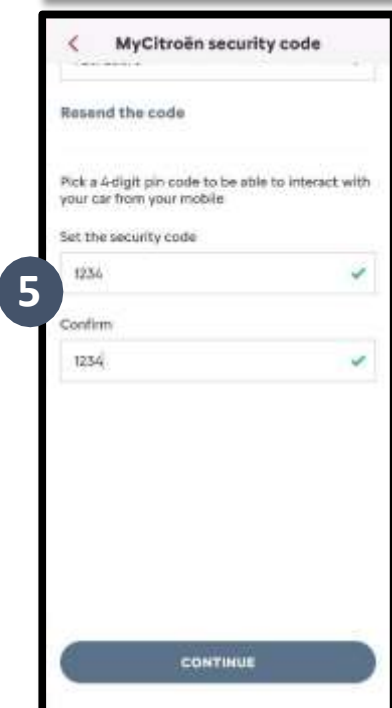 MyCitroën security code
Resend the code
Pick a 4-digit pin code to be able to interact with
your car from your mobile
Set the security code
1234
5
Confirm
1234
CONTINUE